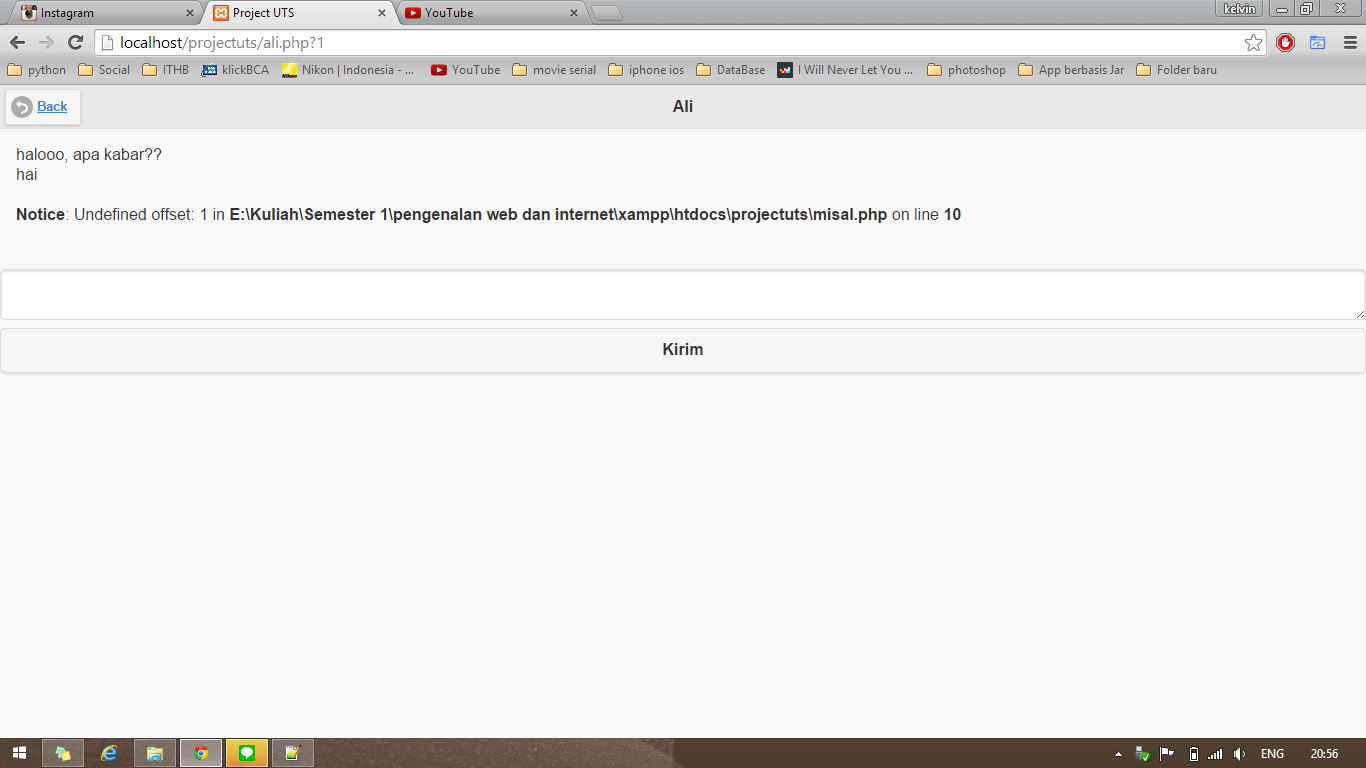 Instagram
Project UTS
YouTube
kelvin
localhost/projectuts/ali.php?1
python Social ITHB klickBCA Nikon | Indonesia - ... YouTube movie serial iphone ios DataBase I Will Never Let You ... photoshop App berbasis Jar Folder baru
Back
Ali
halooo, apa kabar??
hai
Notice: Undefined offset: 1 in E:\Kuliah\Semester 1\pengenalan web dan internet\xampp\htdocs\projectuts\misal.php on line 10
Kirim
ENG 20:56